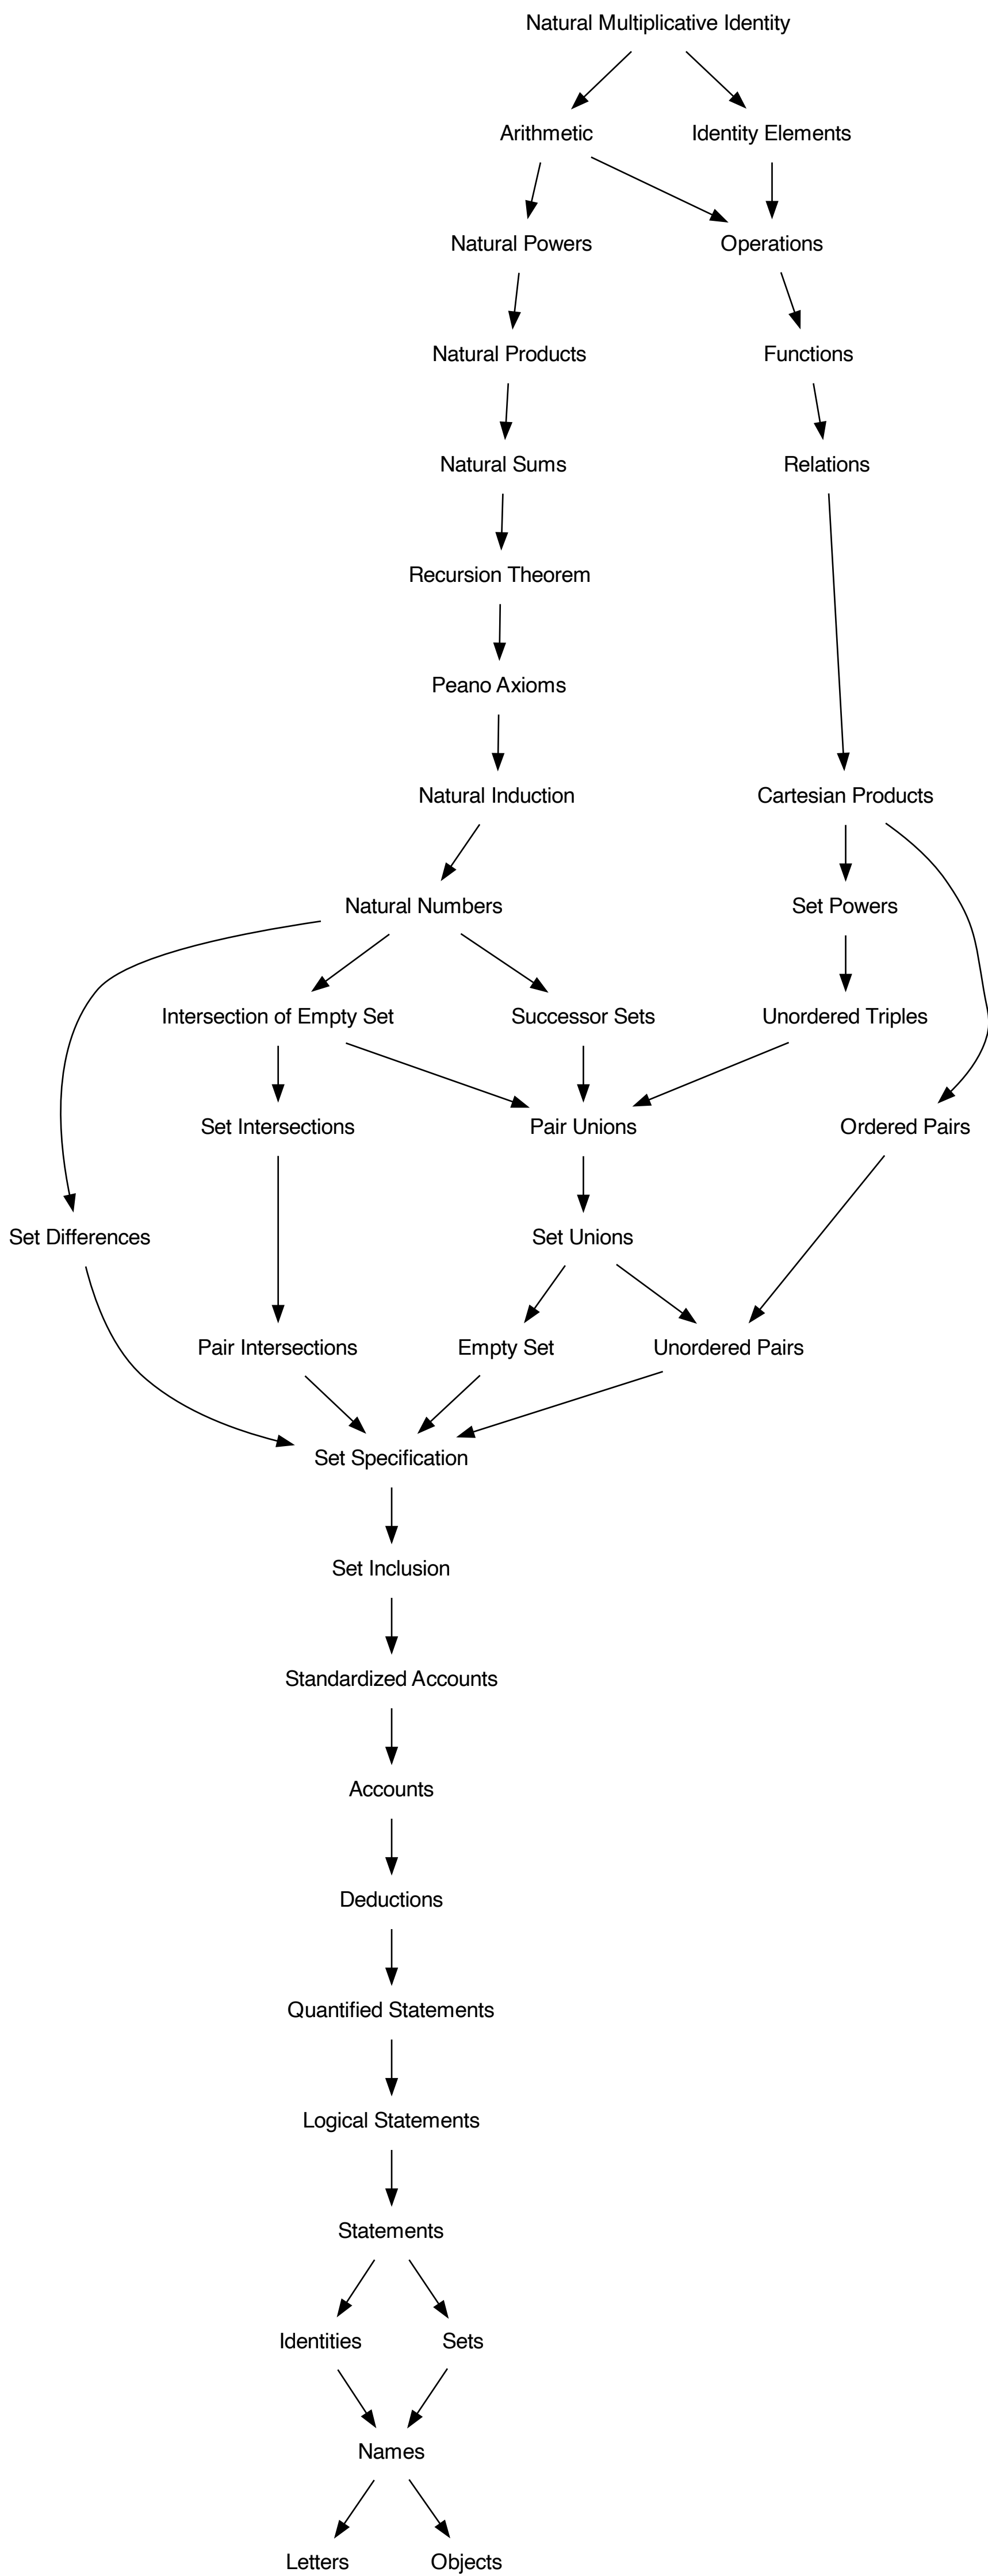 Natural Multiplicative Identity
Arithmetic
Identity Elements
Natural Powers
Operations
Natural Products
Functions
Natural Sums
Relations
Recursion Theorem
Peano Axioms
Natural Induction
Cartesian Products
Natural Numbers
Set Powers
Intersection of Empty Set
Successor Sets
Unordered Triples
Set Intersections
Pair Unions
Ordered Pairs
Set Differences
Set Unions
Pair Intersections
Empty Set
Unordered Pairs
Set Specification
Set Inclusion
Standardized Accounts
Accounts
Deductions
Quantified Statements
Logical Statements
Statements
Identities
Sets
Names
Letters
Objects